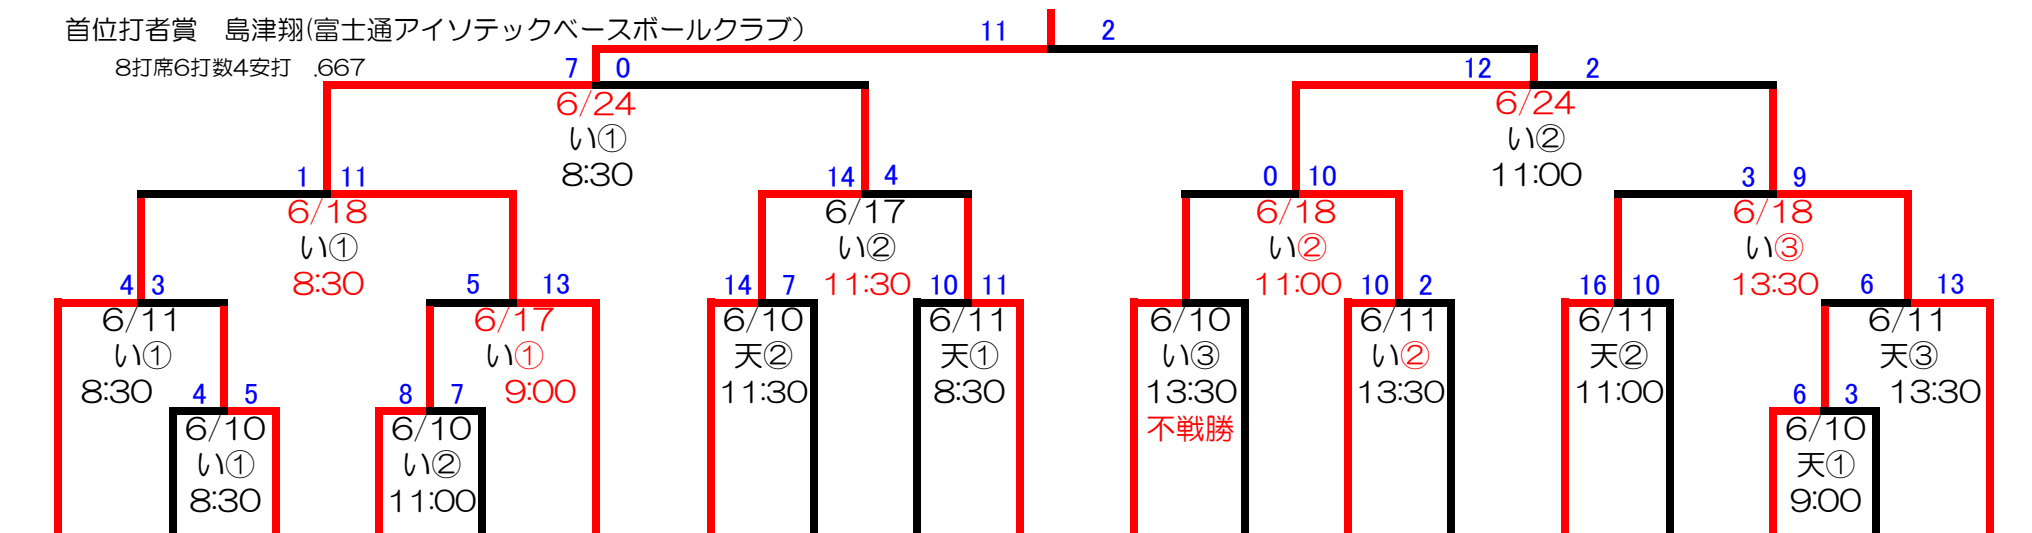 首位打者賞　島津翔(富士通アイソテックベースボールクラブ）
11 2
8打席6打数4安打　.667
7 0
12 2
6/24
い①
8:30
6/24
い②
11:00
1 11
14 4
0 10
3 9
6/18
い①
8:30
6/17
い②
11:30
6/18
い②
11:00
6/18
い③
13:30
4 3
5 13
14 7
10 11
10 2
16 10
6 13
6/11
い①
8:30
6/17
い①
9:00
6/10
天②
11:30
6/11
天①
8:30
6/10
い③
13:30
不戦勝
6/11
い②
13:30
6/11
天②
11:00
6/11
天③
13:30
4 5
8 7
6 3
6/10
い①
8:30
6/10
い②
11:00
6/10
天①
9:00